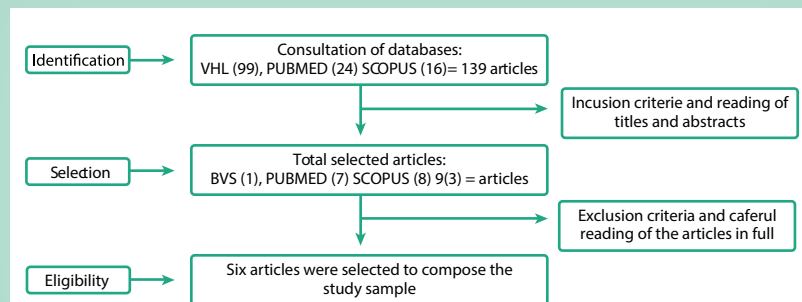 Identification
Consultation of databases:
VHL (99), PUBMED (24) SCOPUS (16)= 139 articles
Incusion criterie and reading of
titles and abstracts
Selection
Total selected articles:
BVS (1), PUBMED (7) SCOPUS (8) 9(3) = articles
Exclusion criteria and caferul
reading of the articles in full
Eligibility
Six articles were selected to compose the
study sample